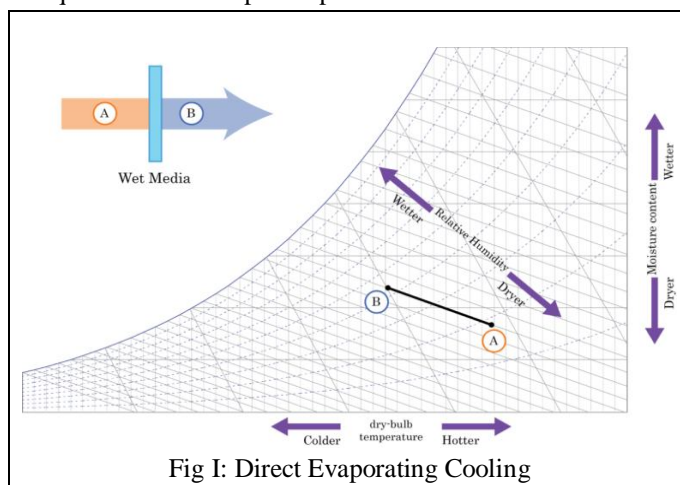 A
B
Wet Media
Wetter
Relative Humidity
Dryer
Wetter
Moisture content
Dryer
B
A
Colder
dry-bulb
temperature
Hotter
Fig I: Direct Evaporating Cooling